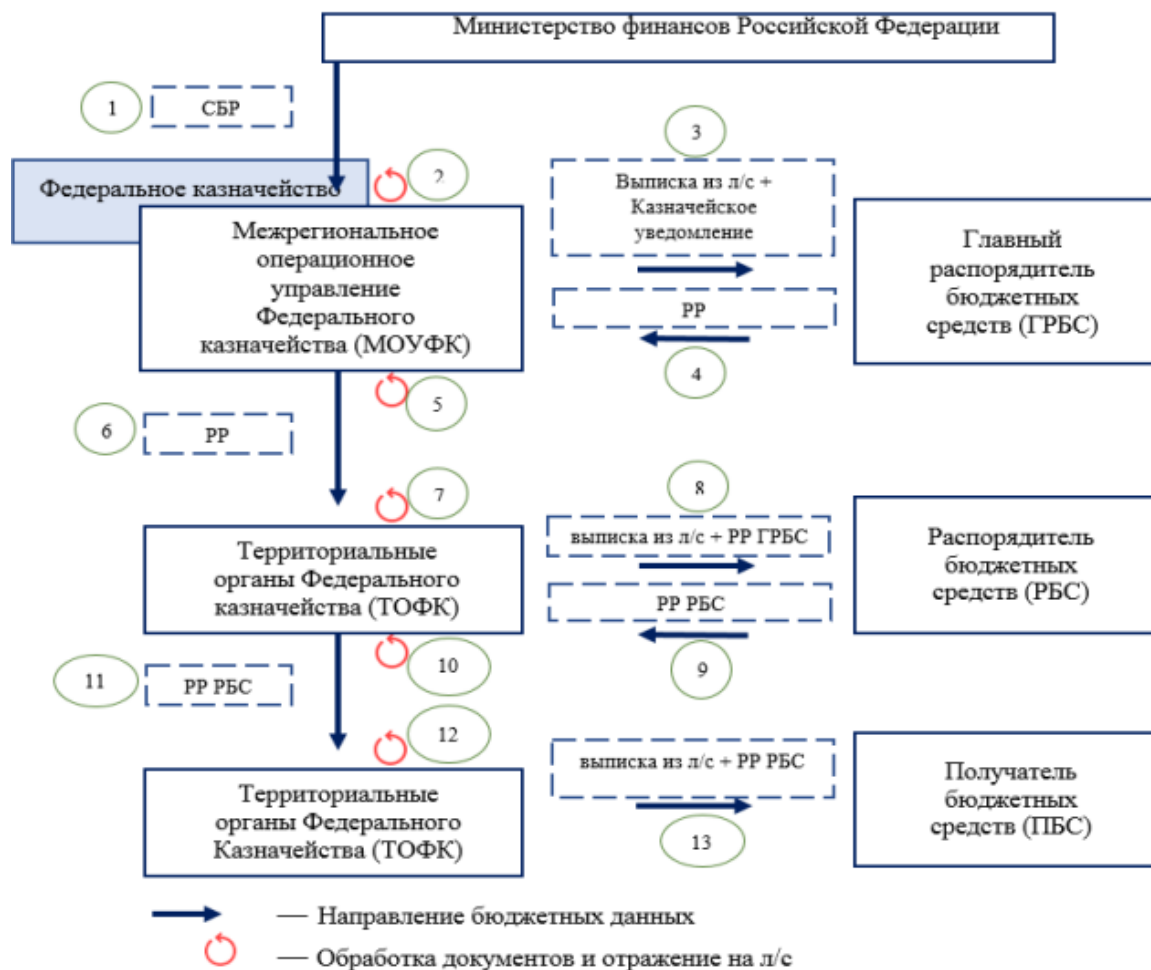 Министерство финансов Российской Федерации
1
СБР
3
Федеральное казначейство
2
Выписка из л/с +
Казначейское
уведомление
Межрегиональное
операционное
управление
Федерального
казначейства (МОУФК)
Главный
распорядитель
бюджетных
средств (ГРБС)
РР
4
5
6
РР
7
8
Территориальные
органы Федерального
казначейства (ТОФК)
выписка из л/с + РР ГРБС
РР РБС
Распорядитель
бюджетных
средств (РБС)
9
10
11
РР РБС
12
Территориальные
органы Федерального
Казначейства (ТОФК)
выписка из л/с + РР РБС
13
Получатель
бюджетных
средств (ПБС)
— Направление бюджетных данных
— Обработка документов и отражение на л/с